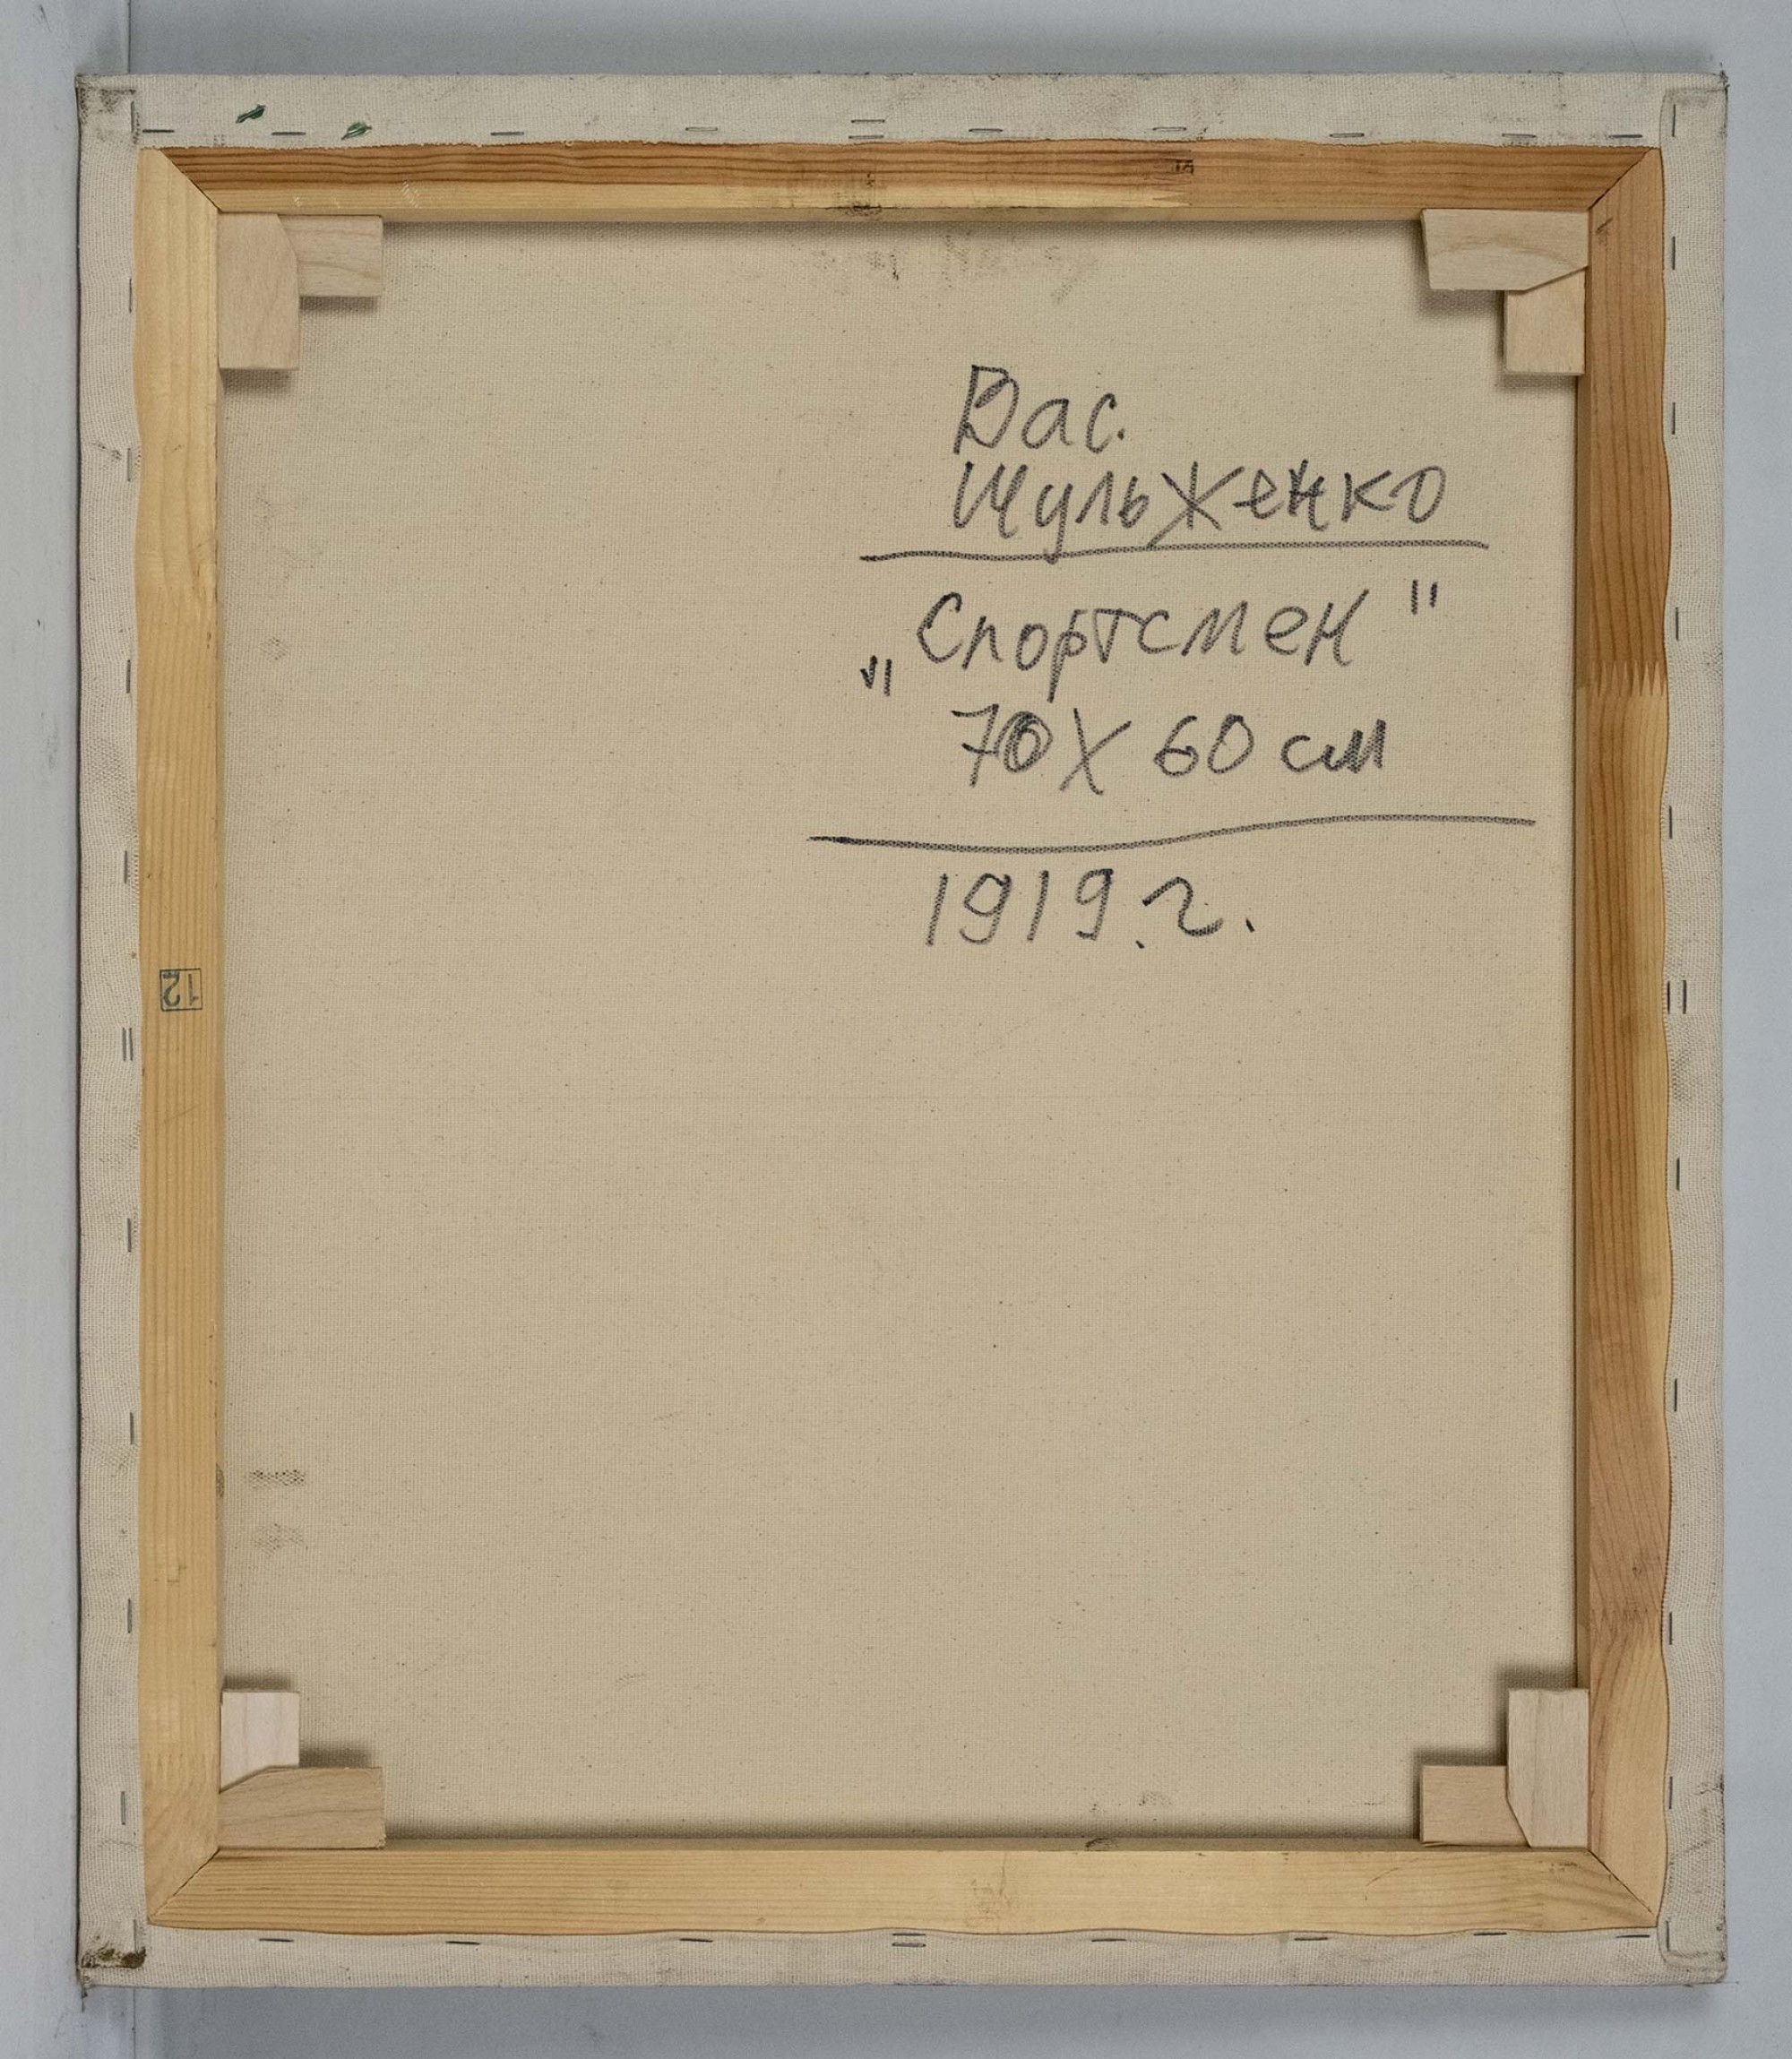 Вас.
Шульженко
„Спортсмен"
70 X 60 см
1919.г.
12